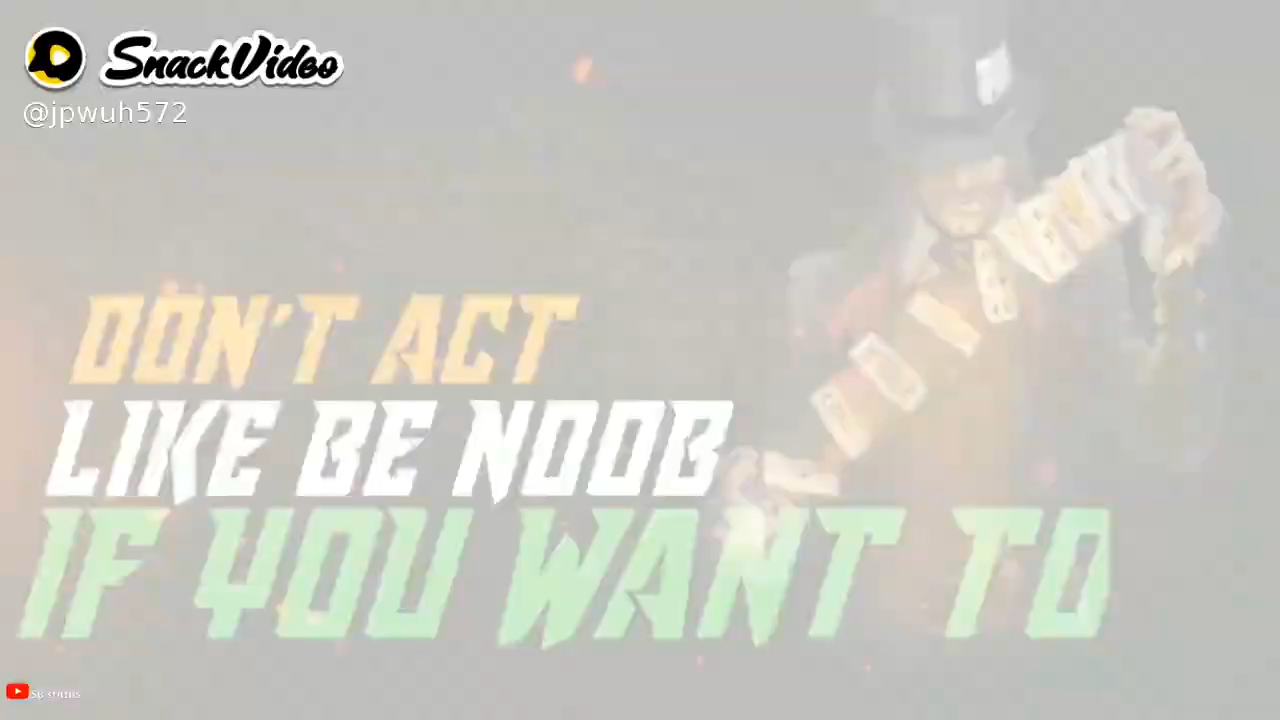 SnackVideo
@jpwuh572
DON'T ACT
LIKE BE NOOB
IF YOU WANT TO